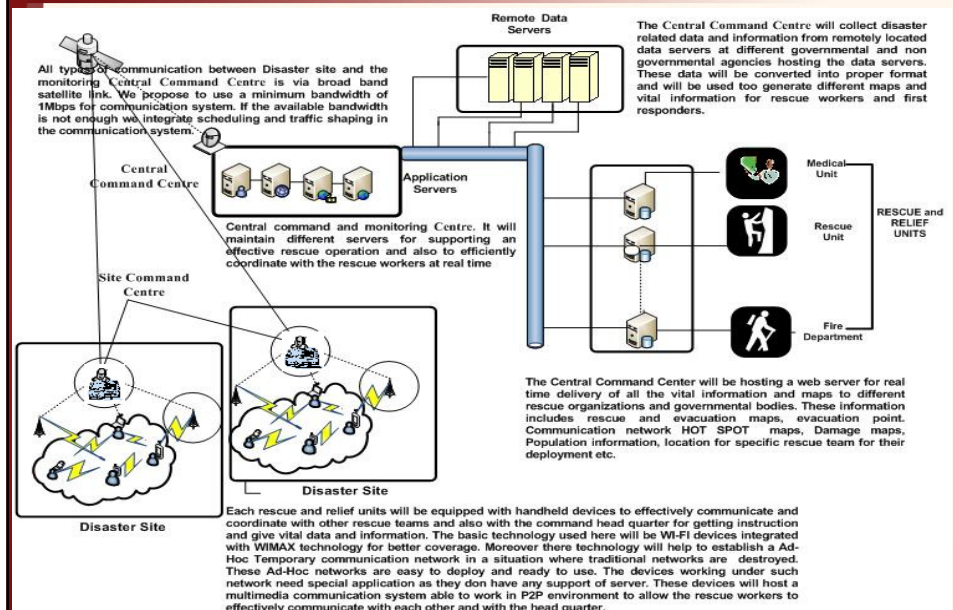 Remote Data
Servers
The Central Command Centre will collect disaster
related data and information from remotely located
data servers at different governmental and non
governmental agencies hosting the data servers.
These data will be converted into proper format
and will be used too generate different maps and
vital information for rescue workers and first
responders.
All types of communication between Disaster site and the
monitoring Central Command Centre is via broad band
satellite link. We propose to use a minimum bandwidth of
1Mbps for communication system. If the available bandwidth
is not enough we integrate scheduling and traffic shaping in
the communication system.
Central
Command Centre
Application
Servers
Medical
Unit
Rescue
Unit
RESCUE and
RELIEF
UNITS
Fire
Department
Central command and monitoring Centre. It will
maintain different servers for supporting an
effective rescue operation and also to efficiently
coordinate with the rescue workers at real time
Site Command
Centre
The Central Command Center will be hosting a web server for real
time delivery of all the vital information and maps to different
rescue organizations and governmental bodies. These information
includes rescue and evacuation maps, evacuation point.
Communication network HOT SPOT maps, Damage maps,
Population information, location for specific rescue team for their
deployment etc.
Disaster Site
Disaster Site
Each rescue and relief units will be equipped with handheld devices to effectively communicate and
coordinate with other rescue teams and also with the command head quarter for getting instruction
and give vital data and information. The basic technology used here will be WI-FI devices integrated
with WIMAX technology for better coverage. Moreover there technology will help to establish a Ad-
Hoc Temporary communication network in a situation where traditional networks are destroyed.
These Ad-Hoc networks are easy to deploy and ready to use. The devices working under such
network need special application as they don have any support of server. These devices will host a
multimedia communication system able to work in P2P environment to allow the rescue workers to
effectively communicate with each other and with the head quarter.